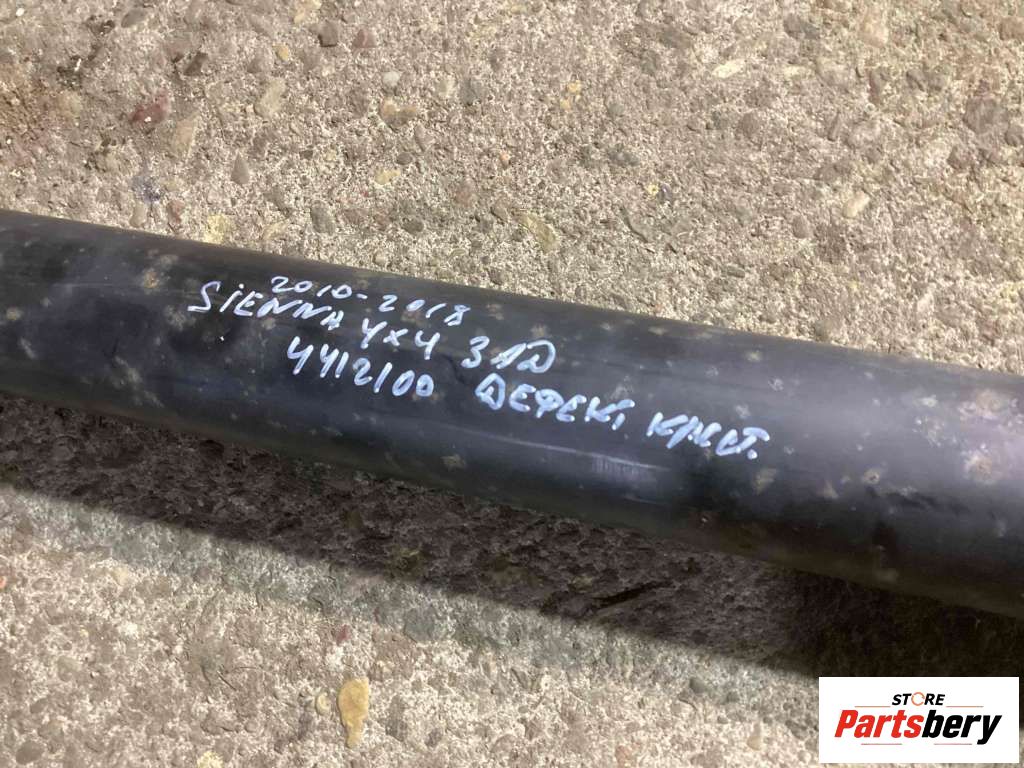 2010-2018
SiENNA 4x4 ЗАД
4412100 ДЕФЕКТ
STORE
Partsbery